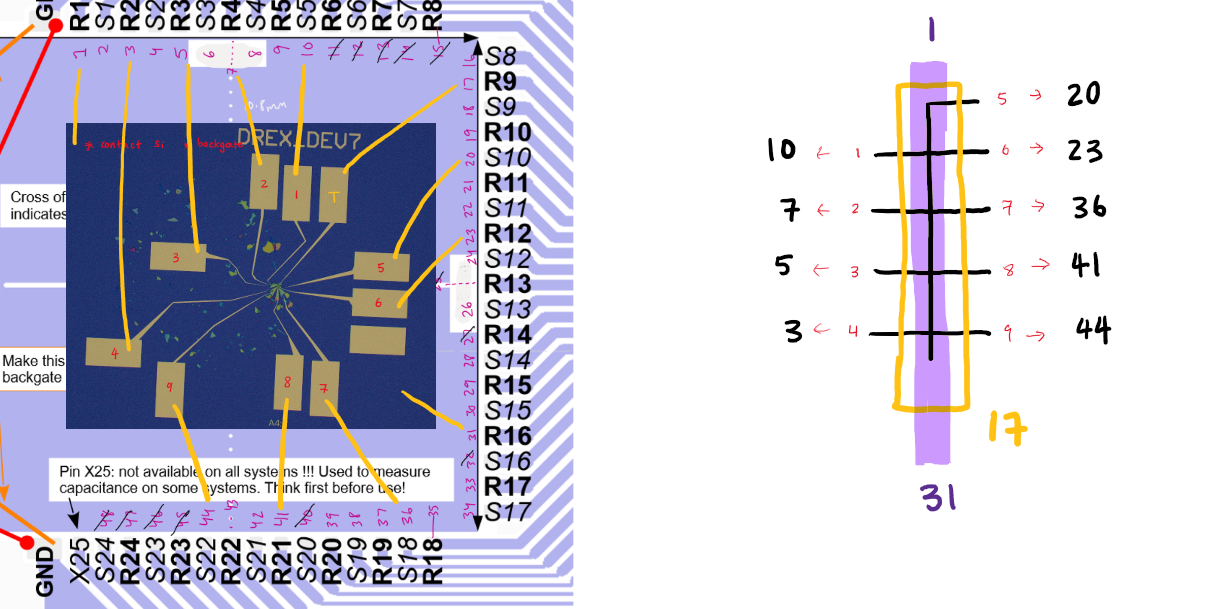 GND R1 S1 R2 S2 R3 S3 R4 S4 R5 S5 R6 S6 R7 S7 R8
1 2 3 4 5 6 7 8 9 10 11 12 13 14 15
0.8mm
* contact Si * backgate
DREX_DEV7
2 1 T
3
5
6
4
9 8 7
Cross of
indicates
Make this
backgate
16 S8
17 R9
18 S9
19 R10
20 S10
21 R11
22 S11
23 R12
24 S12
25 R13
26 S13
27 R14
28 S14
29 R15
30 S15
31 R16
32 S16
33 R17
34 S17
Pin X25: not available on all systems !!! Used to measure
capacitance on some systems. Think first before use!
48 47 46 45 44 43 42 41 40 39 38 37 36 35
GND X25 S24 R24 S23 R23 S22 R22 S21 R21 S20 R20 S19 R19 S18 R18
1
5 → 20
10 ← 1 6 → 23
7 ← 2 7 → 36
5 ← 3 8 → 41
3 ← 4 9 → 44
17
31